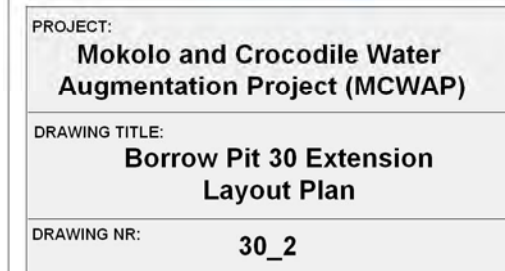 PROJECT:
Mokolo and Crocodile Water
Augmentation Project (MCWAP)
DRAWING TITLE:
Borrow Pit 30 Extension
Layout Plan
DRAWING NR:
30_2